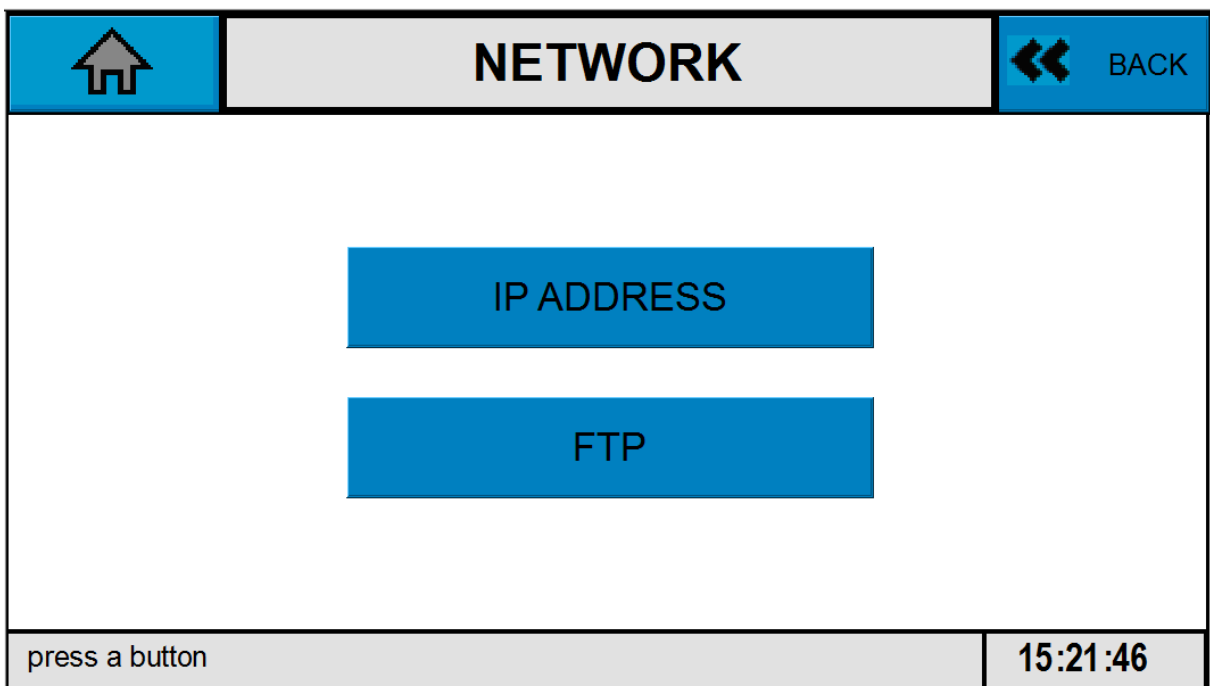 NETWORK
BACK
IP ADDRESS
FTP
press a button
15:21:46